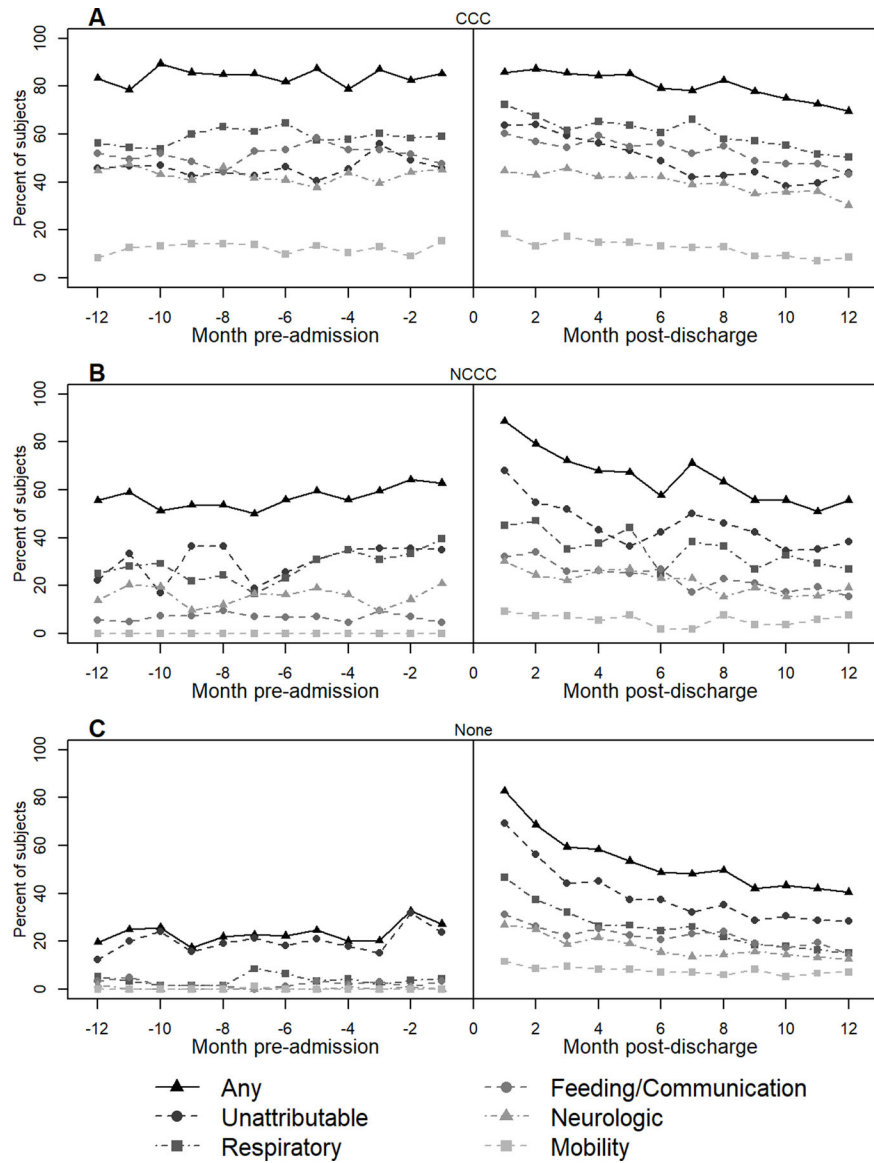 A
CCC
Percent of subjects
0 20 40 60 80 100
-12 -10 -8 -6 -4 -2 0 2 4 6 8 10 12
Month pre-admission Month post-discharge
B
NCCC
Percent of subjects
0 20 40 60 80 100
-12 -10 -8 -6 -4 -2 0 2 4 6 8 10 12
Month pre-admission Month post-discharge
C
None
Percent of subjects
0 20 40 60 80 100
-12 -10 -8 -6 -4 -2 0 2 4 6 8 10 12
Month pre-admission Month post-discharge
Any Feeding/Communication
Unattributable Neurologic
Respiratory Mobility